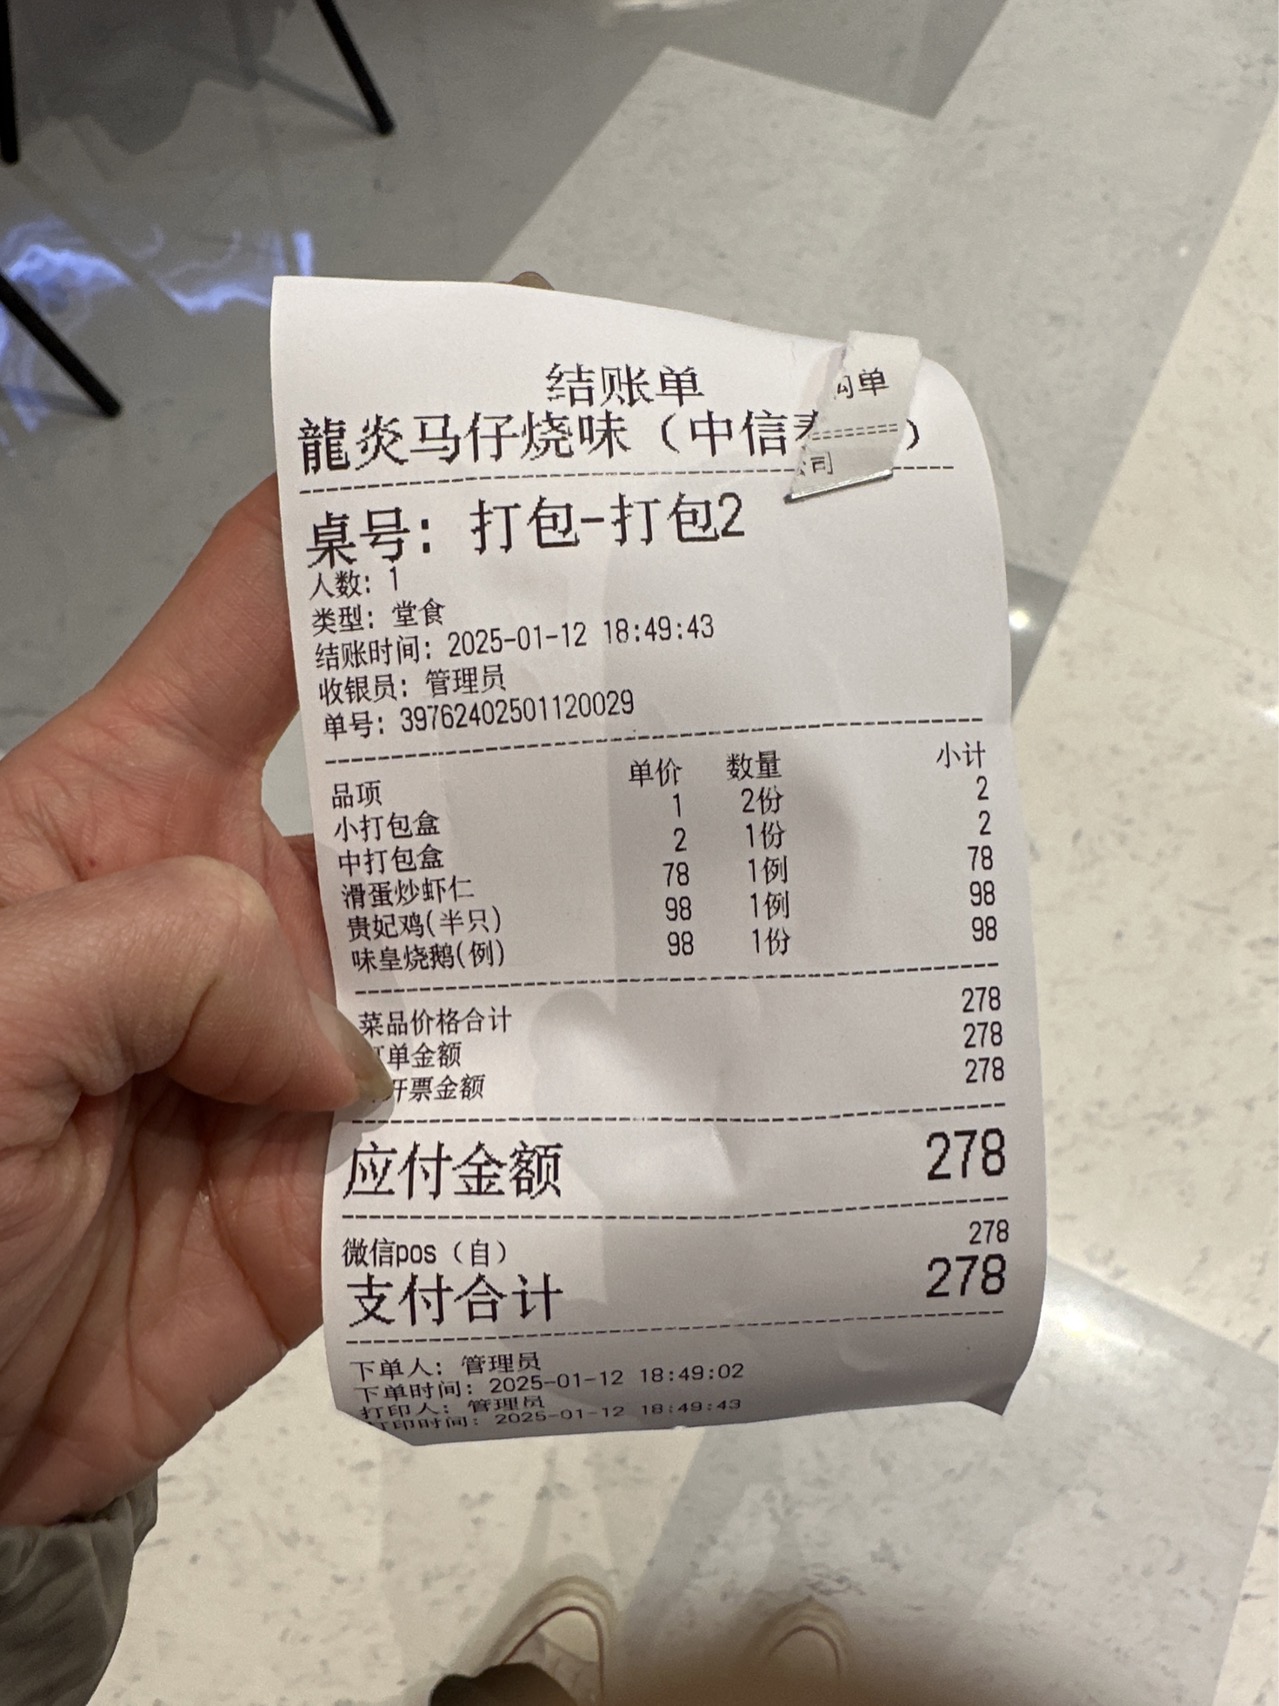 结账单
龍炎马仔烧味（中信 ）
单
司
桌号：打包-打包2
人数：1
类型：堂食
结账时间：2025-01-12 18:49:43
收银员：管理员
单号：39762402501120029
品项 单价 数量 小计
小打包盒 1 2份 2
中打包盒 2 1份 2
滑蛋炒虾仁 78 1例 78
贵妃鸡(半只) 98 1例 98
味皇烧鹅(例) 98 1份 98
菜品价格合计 278
单金额 278
开票金额 278
应付金额 278
微信pos（自） 278
支付合计 278
下单人：管理员
下单时间：2025-01-12 18:49:02
打印人：管理员
打印时间：2025-01-12 18:49:43